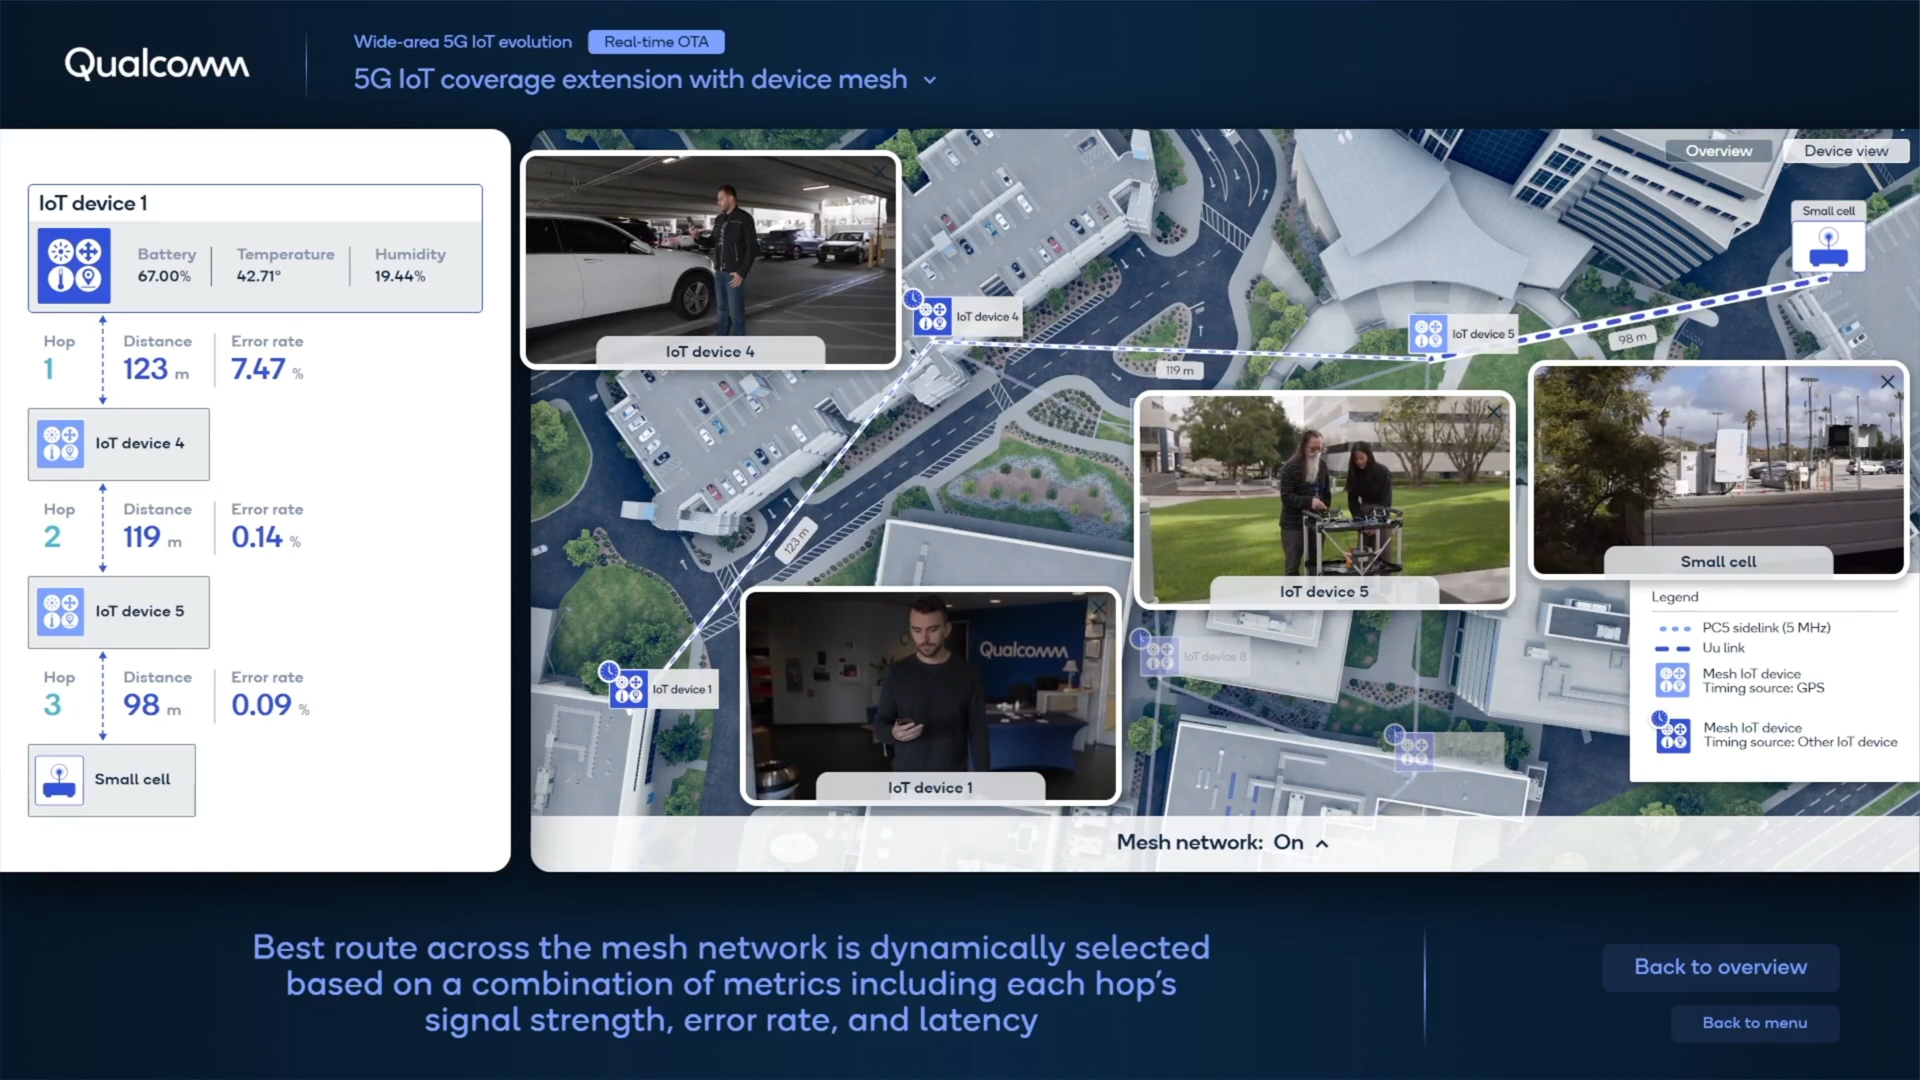 Qualcomm
Wide-area 5G IoT evolution
Real-time OTA
5G IoT coverage extension with device mesh
IoT device 1
Battery
67.00%
Temperature
42.71°
Humidity
19.44%
Hop
1
Distance
123 m
Error rate
7.47 %
IoT device 4
Hop
2
Distance
119 m
Error rate
0.14 %
IoT device 5
Hop
3
Distance
98 m
Error rate
0.09 %
Small cell
Overview
Device view
Small cell
IoT device 4
IoT device 4
IoT device 5
98 m
119 m
123 m
IoT device 5
Small cell
Qualcomm
IoT device 1
IoT device 1
IoT device 8
IoT device
Legend
PC5 sidelink (5 MHz)
Uu link
Mesh IoT device
Timing source: GPS
Mesh IoT device
Timing source: Other IoT device
Mesh network: On
Best route across the mesh network is dynamically selected
based on a combination of metrics including each hop's
signal strength, error rate, and latency
Back to overview
Back to menu